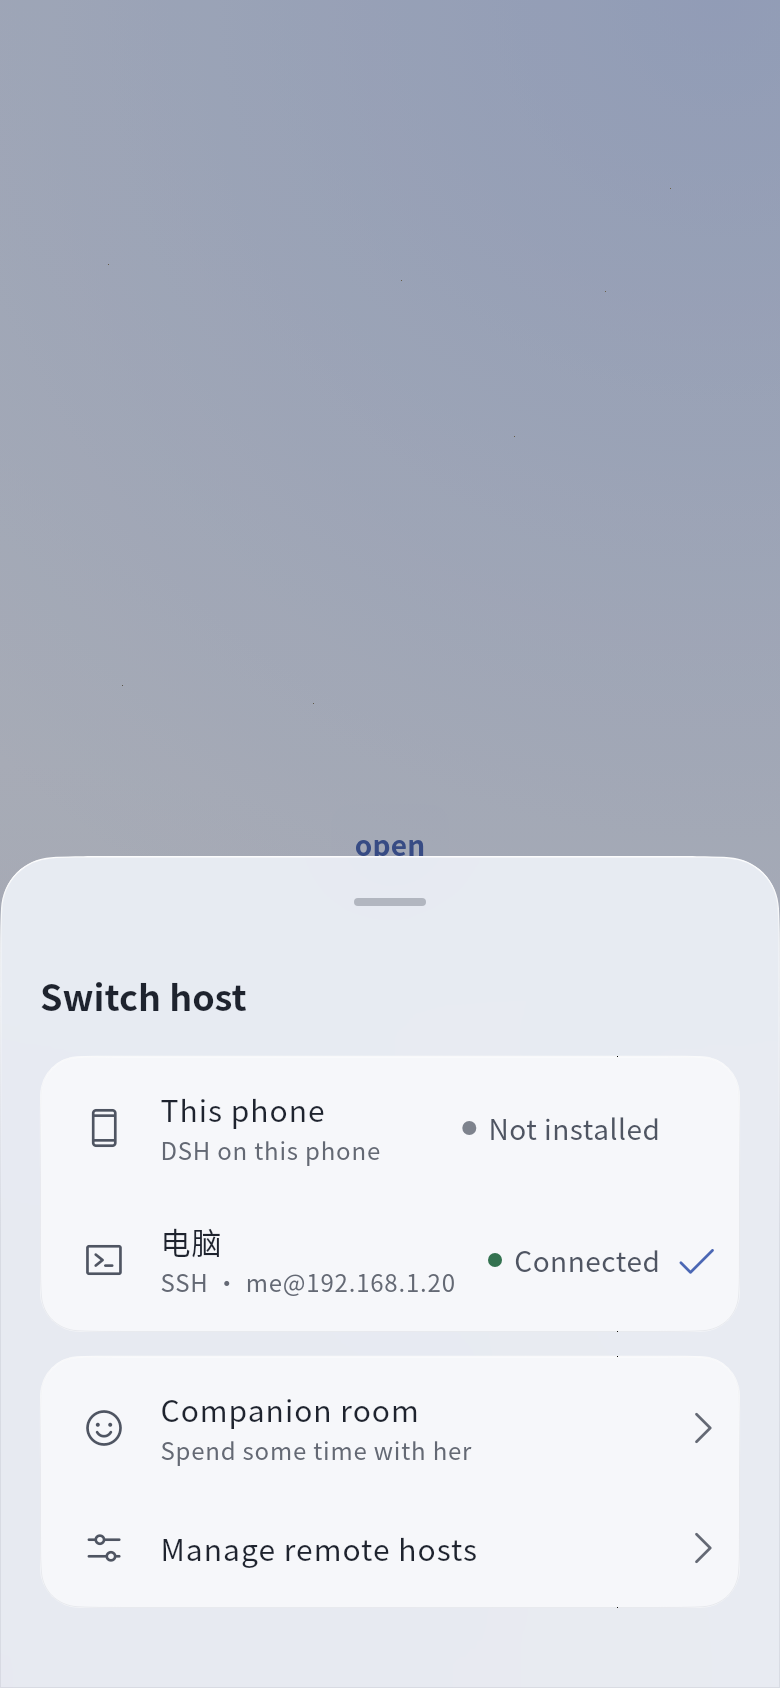 open
Switch host
This phone
DSH on this phone
Not installed
电脑
SSH · me@192.168.1.20
Connected
Companion room
Spend some time with her
Manage remote hosts